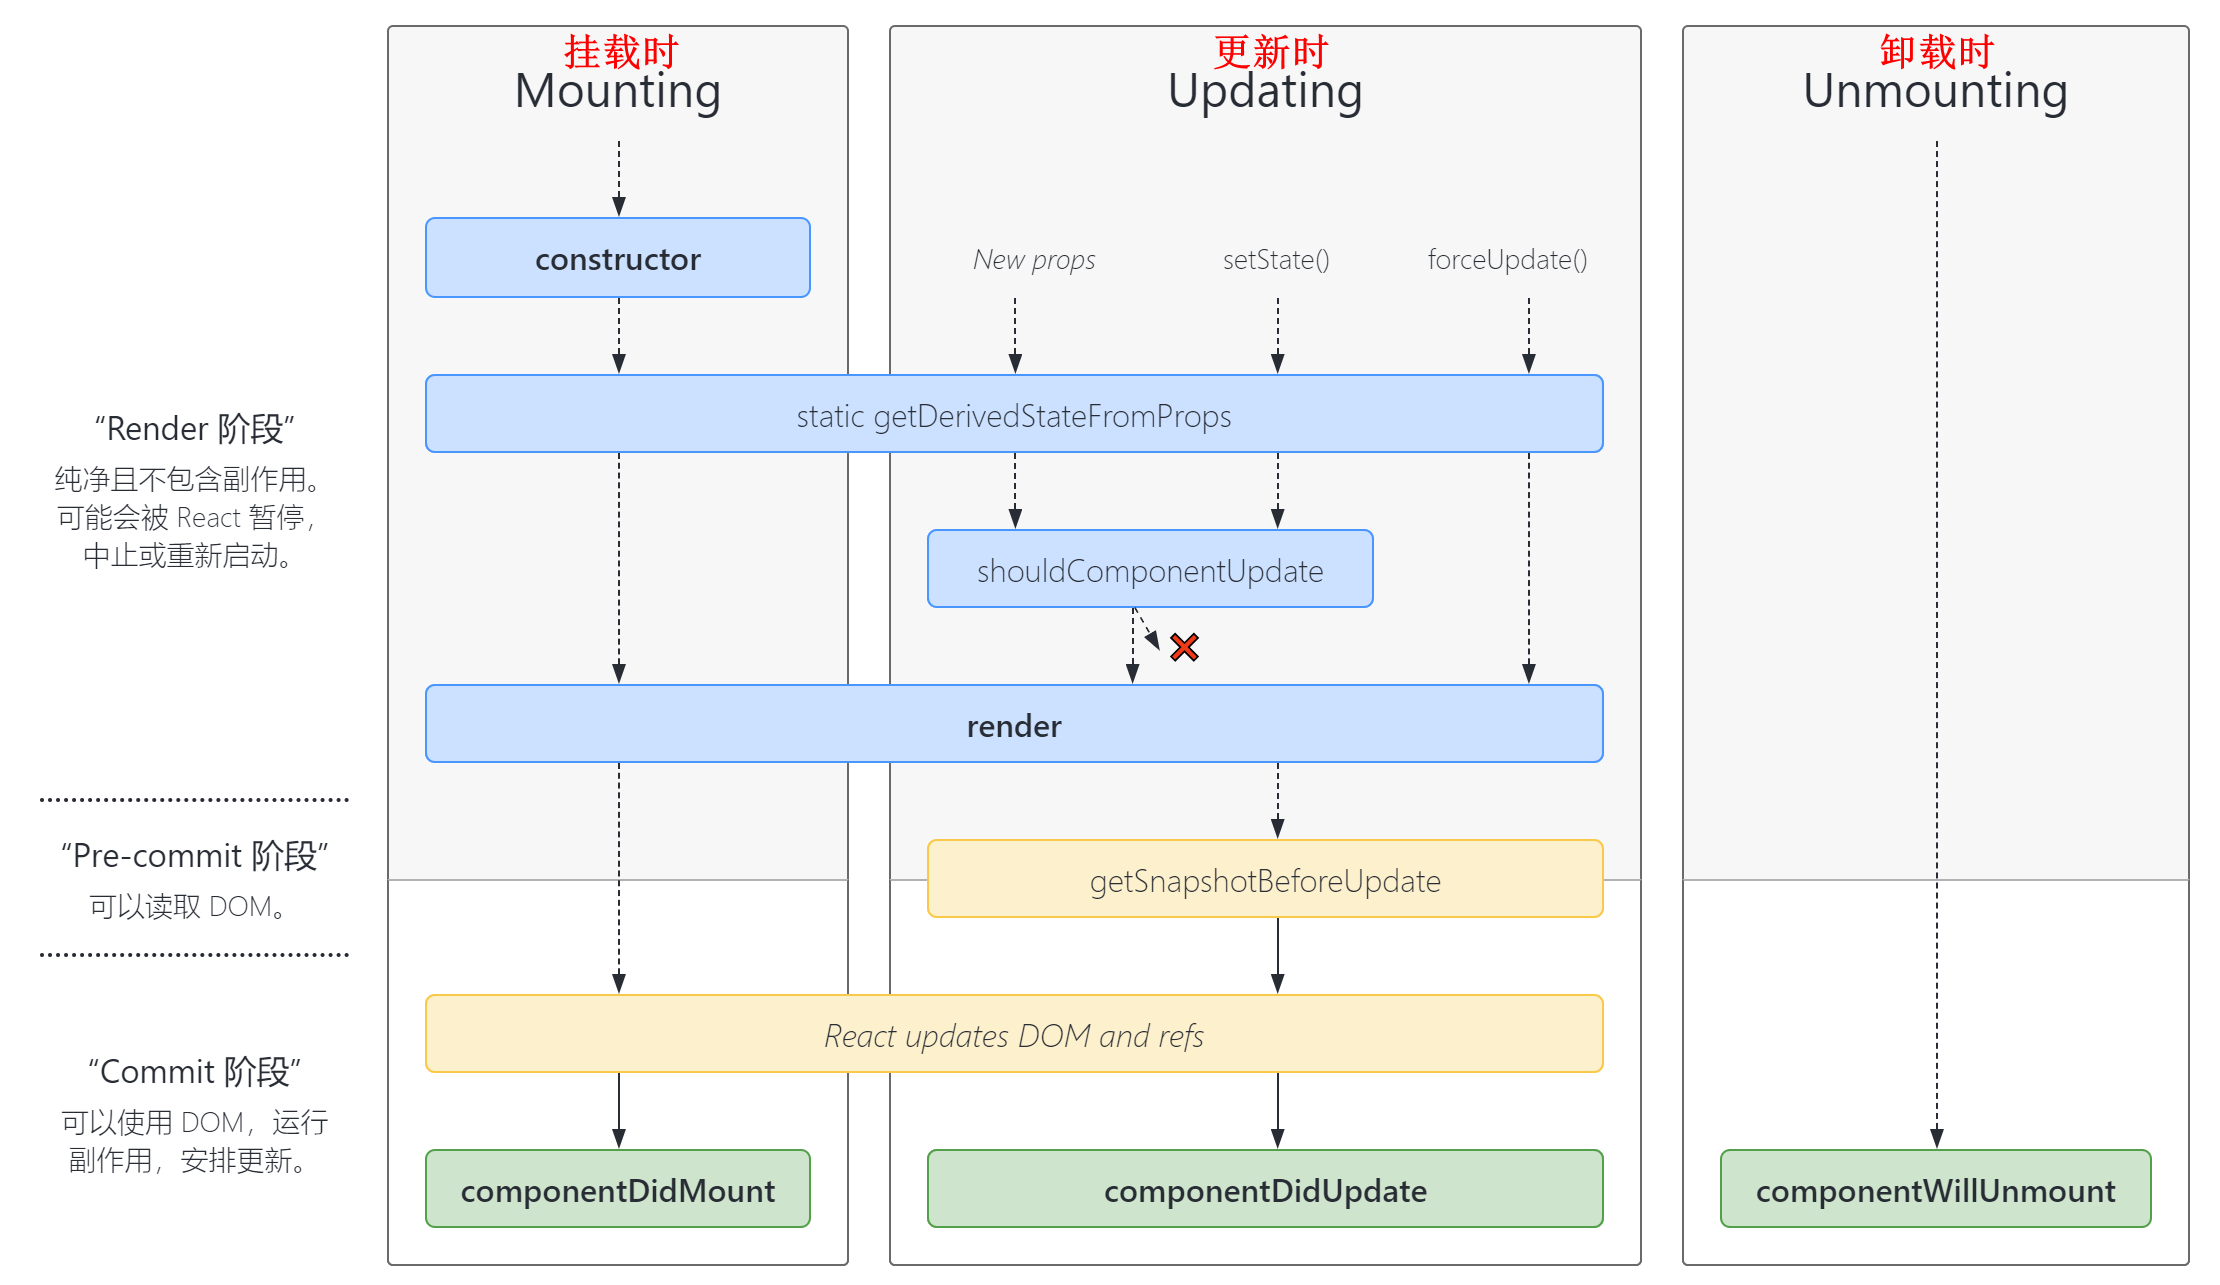 挂载时
Mounting
更新时
Updating
卸载时
Unmounting
constructor
New props
setState()
forceUpdate()
static getDerivedStateFromProps
“Render 阶段”
纯净且不包含副作用。
可能会被 React 暂停，
中止或重新启动。
shouldComponentUpdate
render
“Pre-commit 阶段”
可以读取 DOM。
getSnapshotBeforeUpdate
React updates DOM and refs
“Commit 阶段”
可以使用 DOM，运行
副作用，安排更新。
componentDidMount
componentDidUpdate
componentWillUnmount